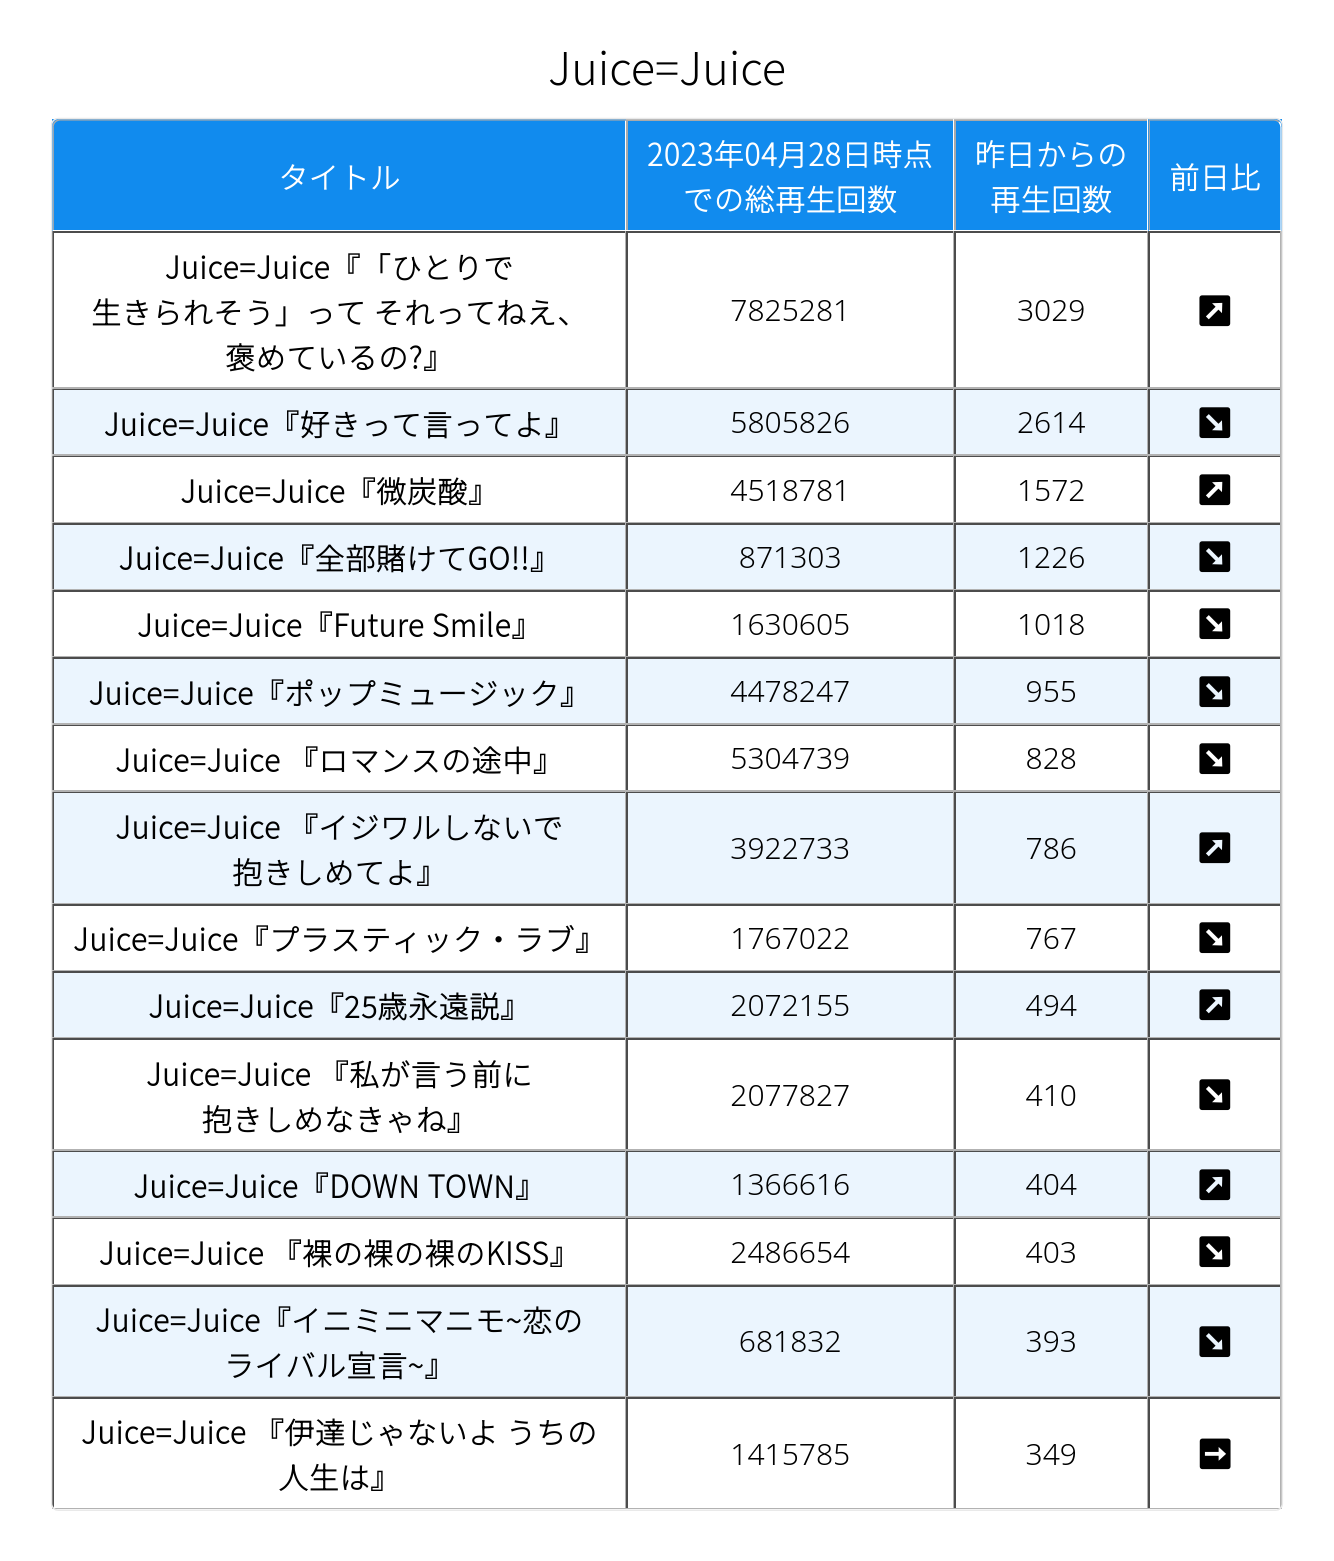 Juice=Juice
タイトル
2023年04月28日時点
での総再生回数
昨日からの
再生回数
前日比
Juice=Juice『「ひとりで
生きられそう」って それってねえ、
褒めているの?』
7825281
3029
↗
Juice=Juice『好きって言ってよ』
5805826
2614
↘
Juice=Juice『微炭酸』
4518781
1572
↗
Juice=Juice『全部賭けてGO!!』
871303
1226
↘
Juice=Juice『Future Smile』
1630605
1018
↘
Juice=Juice『ポップミュージック』
4478247
955
↘
Juice=Juice 『ロマンスの途中』
5304739
828
↘
Juice=Juice 『イジワルしないで
抱きしめてよ』
3922733
786
↗
Juice=Juice『プラスティック・ラブ』
1767022
767
↘
Juice=Juice『25歳永遠説』
2072155
494
↗
Juice=Juice 『私が言う前に
抱きしめなきゃね』
2077827
410
↘
Juice=Juice『DOWN TOWN』
1366616
404
↗
Juice=Juice 『裸の裸の裸のKISS』
2486654
403
↘
Juice=Juice『イニミニマニモ~恋の
ライバル宣言~』
681832
393
↘
Juice=Juice 『伊達じゃないよ うちの
人生は』
1415785
349
→